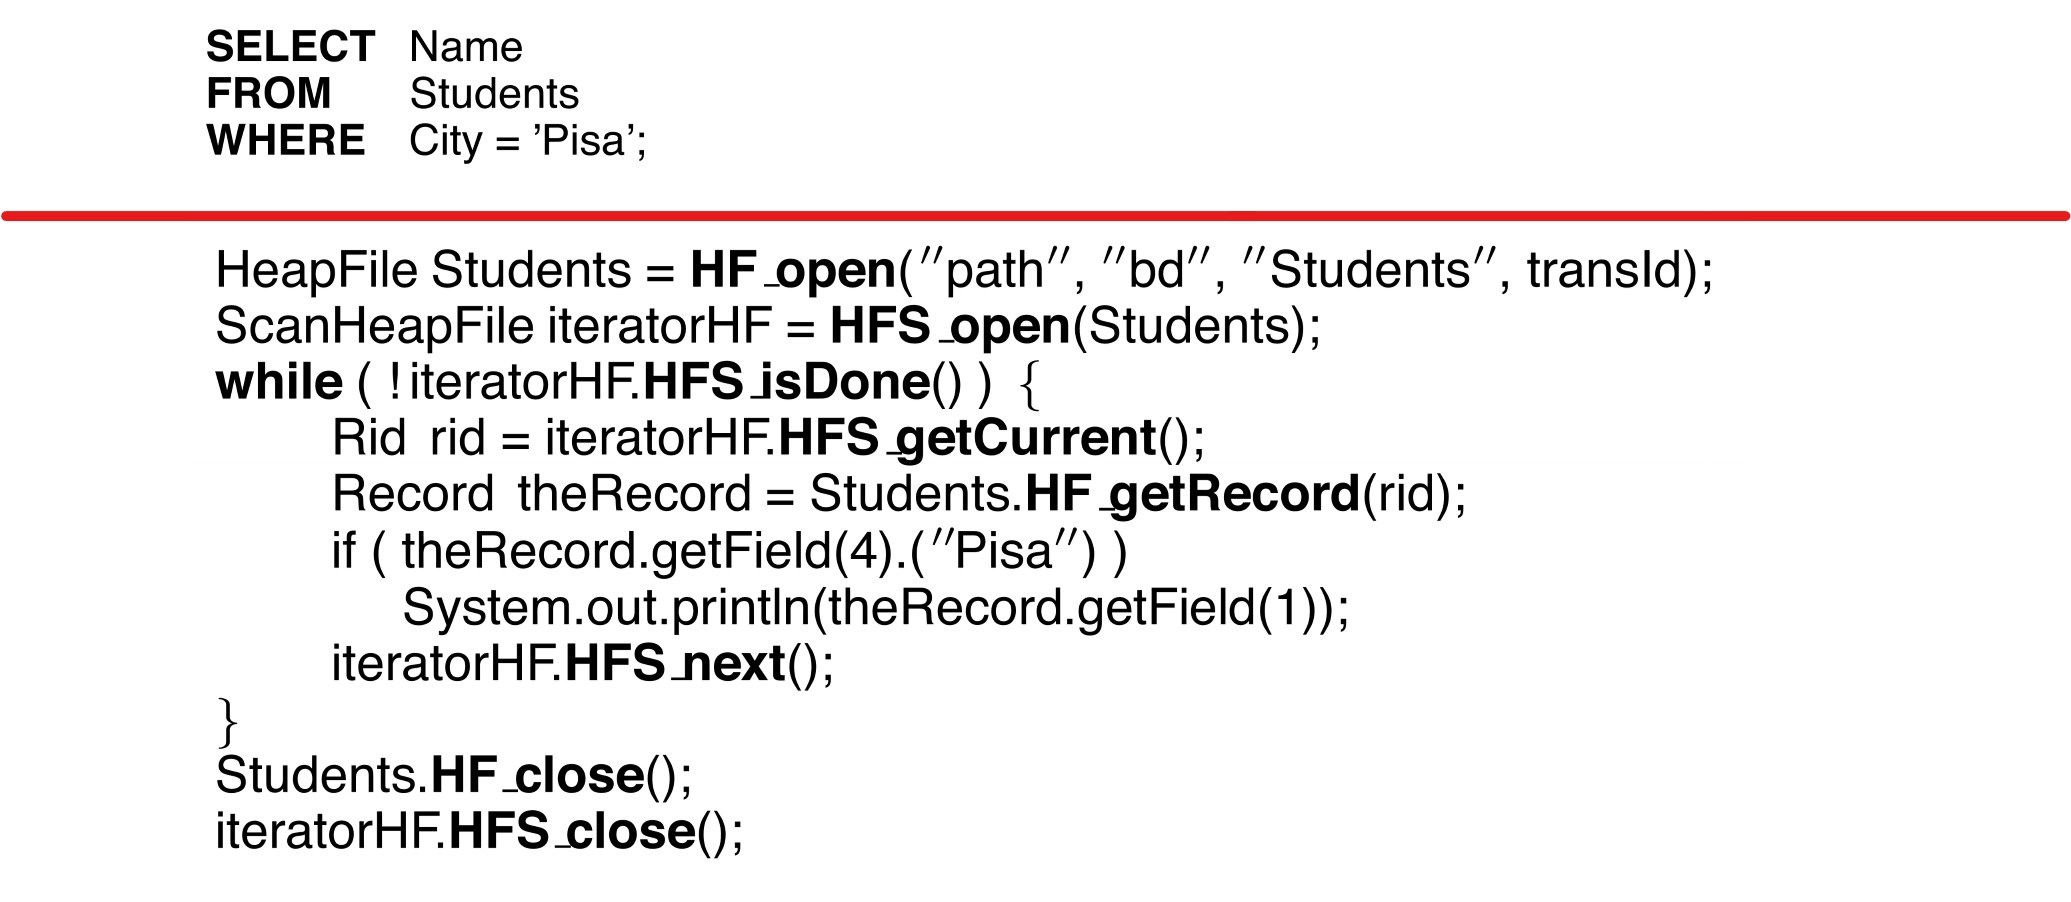 SELECT Name
FROM Students
WHERE City = ’Pisa’;
HeapFile Students = HF_open(″path″, ″bd″, ″Students″, transId);
ScanHeapFile iteratorHF = HFS_open(Students);
while ( !iteratorHF.HFS_isDone() ) {
Rid rid = iteratorHF.HFS_getCurrent();
Record theRecord = Students.HF_getRecord(rid);
if ( theRecord.getField(4).(″Pisa″) )
System.out.println(theRecord.getField(1));
iteratorHF.HFS_next();
}
Students.HF_close();
iteratorHF.HFS_close();